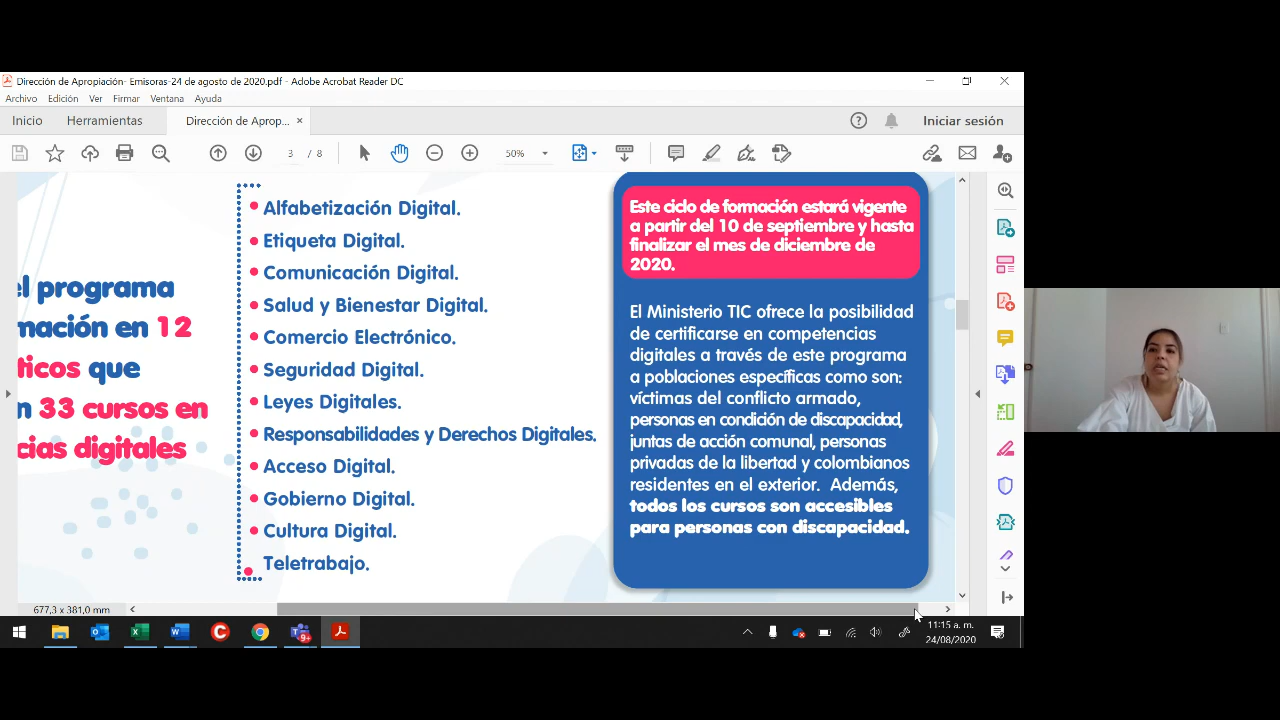 Dirección de Apropiación- Emisoras-24 de agosto de 2020.pdf - Adobe Acrobat Reader DC
Archivo Edición Ver Firmar Ventana Ayuda
Inicio Herramientas Dirección de Aprop... × Iniciar sesión
3 / 8 50%
el programa
mación en 12
ticos que
n 33 cursos en
cias digitales
Alfabetización Digital.
Etiqueta Digital.
Comunicación Digital.
Salud y Bienestar Digital.
Comercio Electrónico.
Seguridad Digital.
Leyes Digitales.
Responsabilidades y Derechos Digitales.
Acceso Digital.
Gobierno Digital.
Cultura Digital.
Teletrabajo.
Este ciclo de formación estará vigente
a partir del 10 de septiembre y hasta
finalizar el mes de diciembre de
2020.
El Ministerio TIC ofrece la posibilidad
de certificarse en competencias
digitales a través de este programa
a poblaciones específicas como son:
víctimas del conflicto armado,
personas en condición de discapacidad,
juntas de acción comunal, personas
privadas de la libertad y colombianos
residentes en el exterior. Además,
todos los cursos son accesibles
para personas con discapacidad.
677,3 x 381,0 mm
9+
11:15 a. m.
24/08/2020